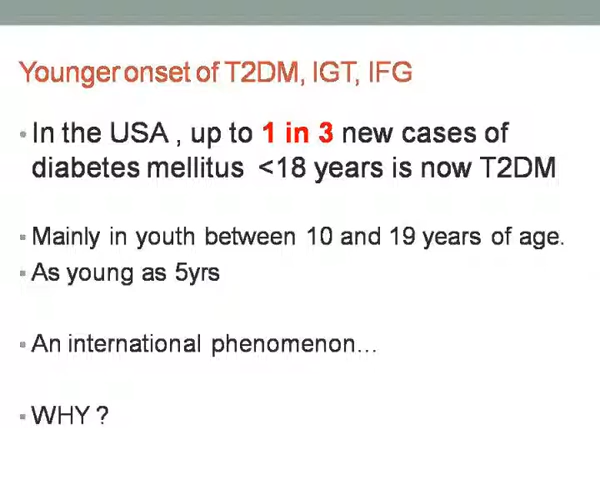 Younger onset of T2DM, IGT, IFG
• In the USA , up to 1 in 3 new cases of
diabetes mellitus <18 years is now T2DM
▪ Mainly in youth between 10 and 19 years of age.
▪ As young as 5yrs
▪ An international phenomenon...
▪ WHY ?